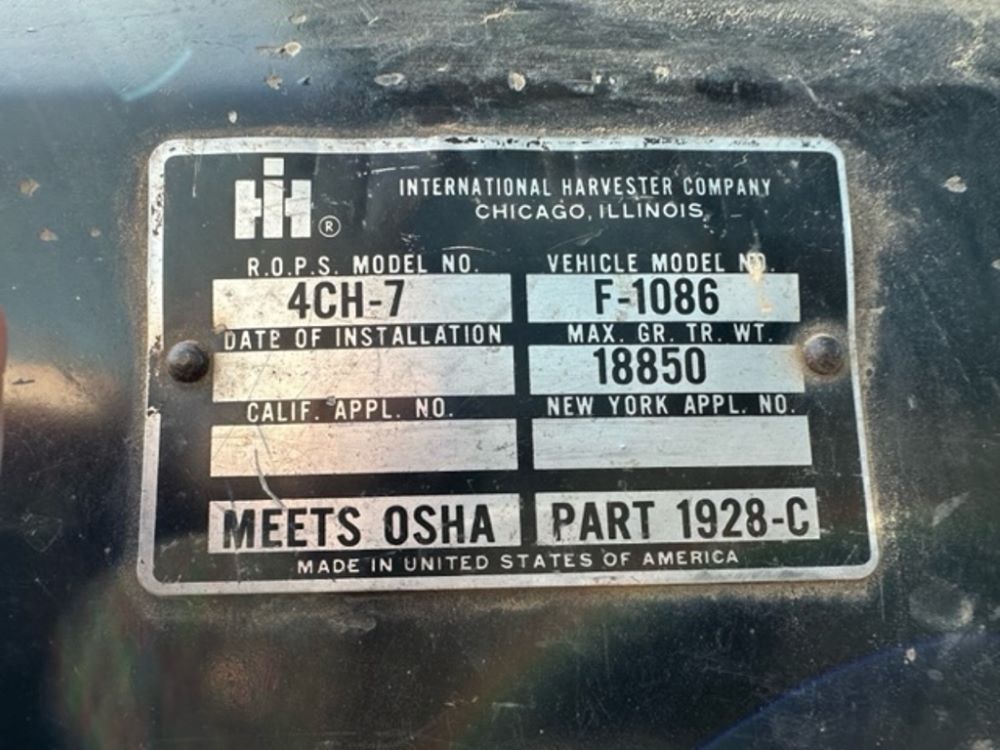 IH ®
INTERNATIONAL HARVESTER COMPANY
CHICAGO, ILLINOIS
R.O.P.S. MODEL NO. VEHICLE MODEL NO.
4CH-7 F-1086
DATE OF INSTALLATION MAX. GR. TR. WT.
18850
CALIF. APPL. NO. NEW YORK APPL. NO.
MEETS OSHA PART 1928-C
MADE IN UNITED STATES OF AMERICA